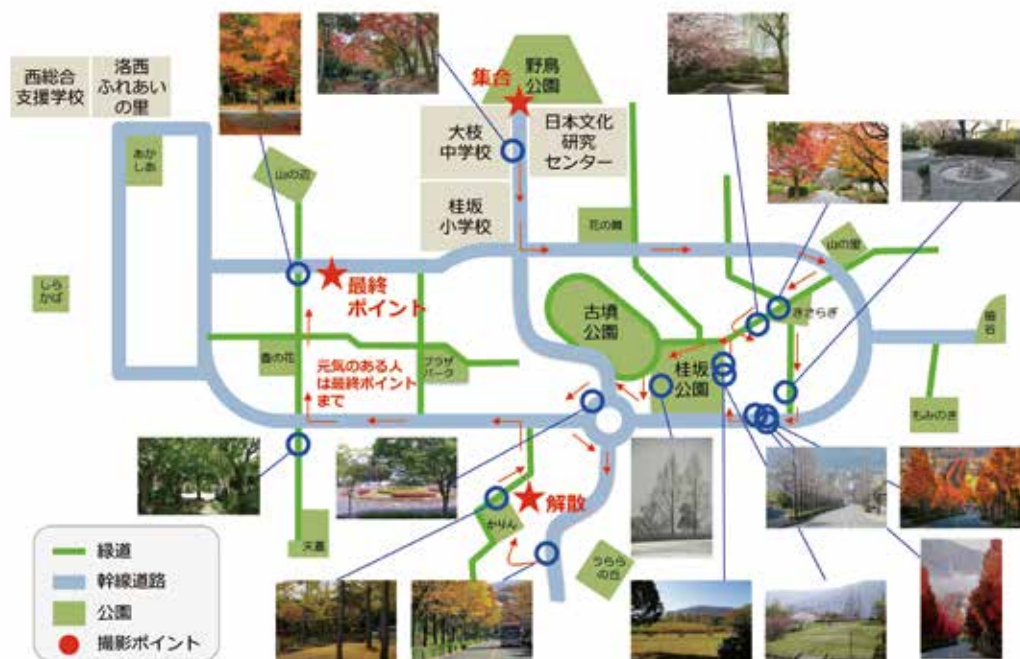 西総合
支援学校
洛西
ふれあい
の里
集合
野鳥
公園
大枝
中学校
日本文化
研究
センター
桂坂
小学校
あかしあ
山の辺
花の舞
山の里
しらかば
最終
ポイント
古墳
公園
きさらぎ
プラザ
パーク
元気のある人
は最終ポイント
まで
桂坂
公園
もみのき
解散
かりん
天蓋
うらら
の丘
緑道
幹線道路
公園
撮影ポイント